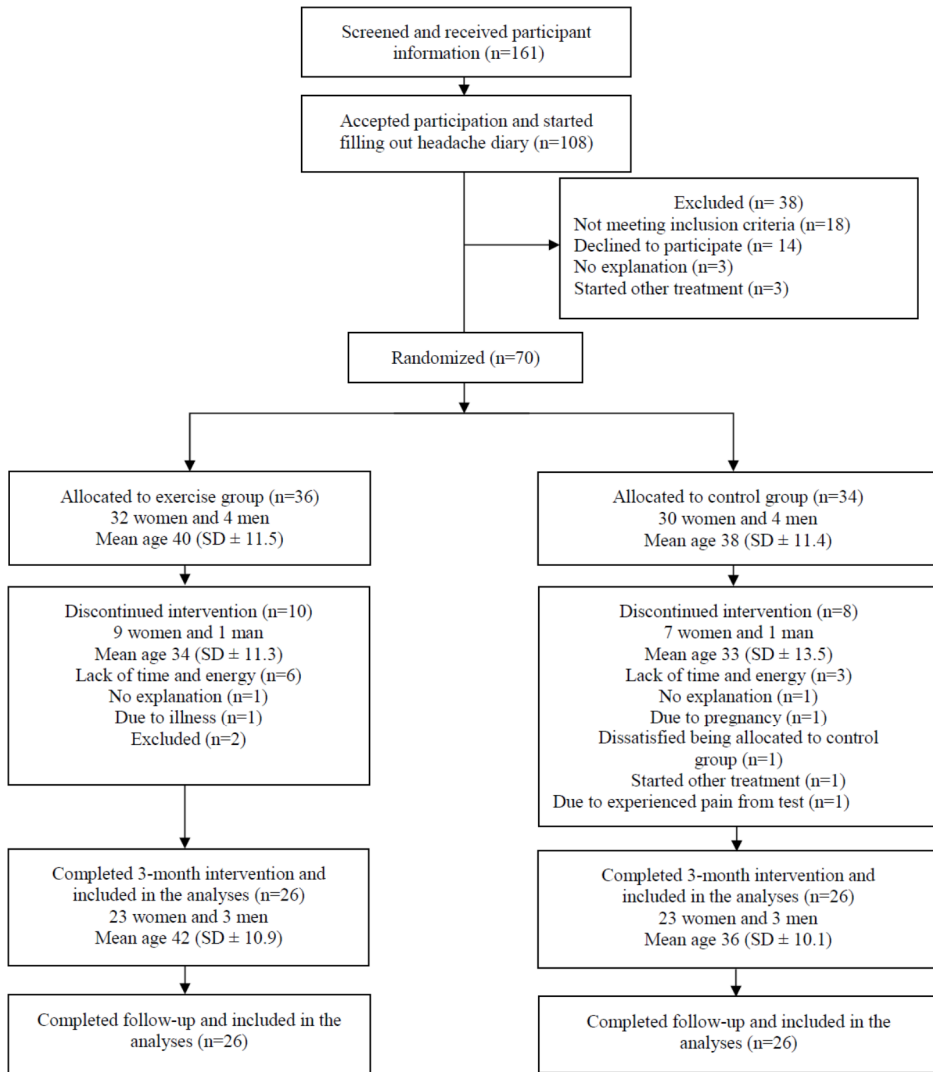 Screened and received participant
information (n=161)
Accepted participation and started
filling out headache diary (n=108)
Excluded (n= 38)
Not meeting inclusion criteria (n=18)
Declined to participate (n= 14)
No explanation (n=3)
Started other treatment (n=3)
Randomized (n=70)
Allocated to exercise group (n=36)
32 women and 4 men
Mean age 40 (SD ± 11.5)
Allocated to control group (n=34)
30 women and 4 men
Mean age 38 (SD ± 11.4)
Discontinued intervention (n=10)
9 women and 1 man
Mean age 34 (SD ± 11.3)
Lack of time and energy (n=6)
No explanation (n=1)
Due to illness (n=1)
Excluded (n=2)
Discontinued intervention (n=8)
7 women and 1 man
Mean age 33 (SD ± 13.5)
Lack of time and energy (n=3)
No explanation (n=1)
Due to pregnancy (n=1)
Dissatisfied being allocated to control
group (n=1)
Started other treatment (n=1)
Due to experienced pain from test (n=1)
Completed 3-month intervention and
included in the analyses (n=26)
23 women and 3 men
Mean age 42 (SD ± 10.9)
Completed 3-month intervention and
included in the analyses (n=26)
23 women and 3 men
Mean age 36 (SD ± 10.1)
Completed follow-up and included in the
analyses (n=26)
Completed follow-up and included in the
analyses (n=26)